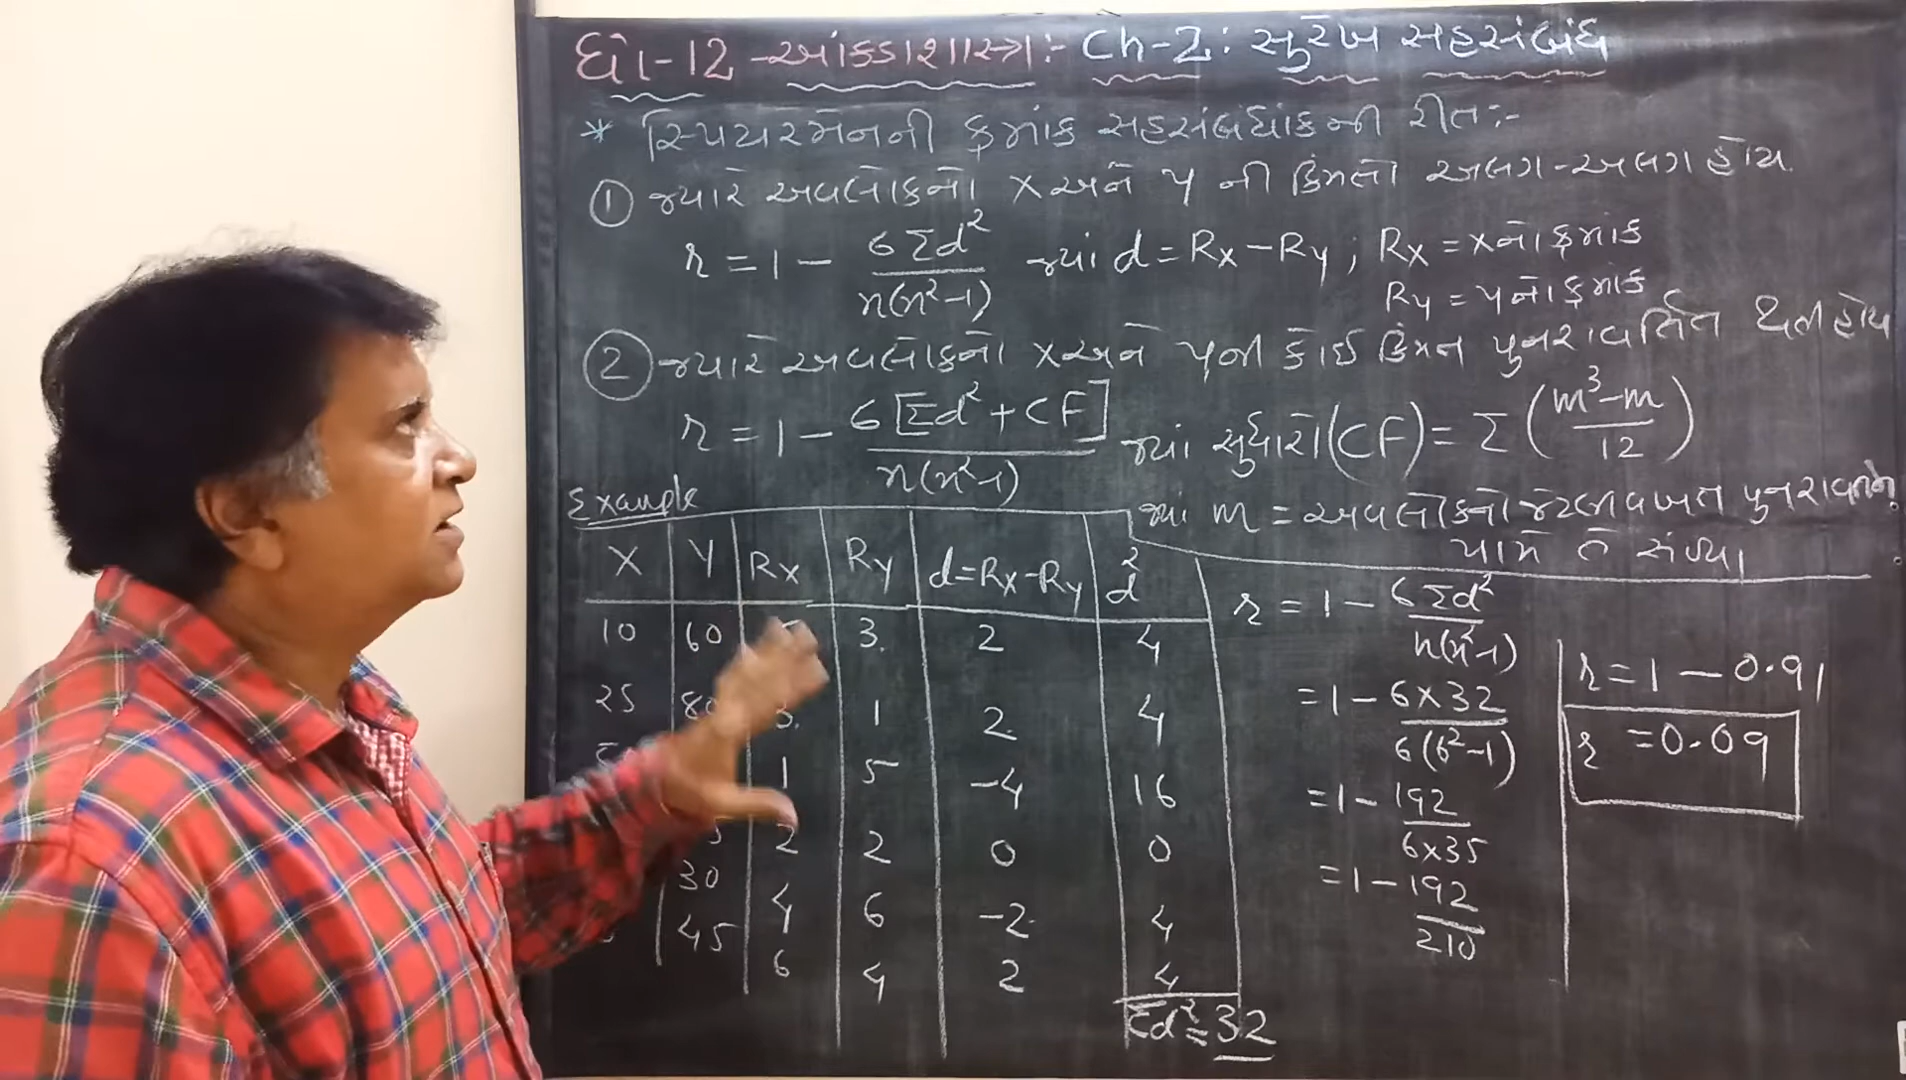 ધો-12 -આંકડાશાસ્ત્ર:- Ch-2: સુરેખ સહસંબંધ
* સ્પિયરમેનની ક્રમાંક સહસંબંધાંકની રીત:-
① જ્યારે અવલોકનો X અને Y ની કિંમતો અલગ-અલગ હોય.
r = 1 - 6Σd² / n(n²-1) જ્યાં d = Rx - Ry ; Rx = X નો ક્રમાંક
Ry = Y નો ક્રમાંક
② જ્યારે અવલોકનો X અને Y ની કોઈ કિંમત પુનરાવર્તિત થતી હોય
r = 1 - 6[Σd² + CF] / n(n²-1) જ્યાં સુધારો (CF) = Σ (m³-m / 12)
જ્યાં m = અવલોકનો જેટલી વખત પુનરાવર્તન
પામે તે સંખ્યા
Example
X Y Rx Ry d=Rx-Ry d²
10 60 3. 2 4
25 80 3. 1 2. 4
1 5 -4 16
2 2 0 0
30 4 6 -2 4
45 6 4 2 4
Σd² = 32
r = 1 - 6Σd² / n(n²-1)
= 1 - 6×32 / 6(6²-1)
= 1 - 192 / 6×35
= 1 - 192 / 210
r = 1 - 0.91
r = 0.09